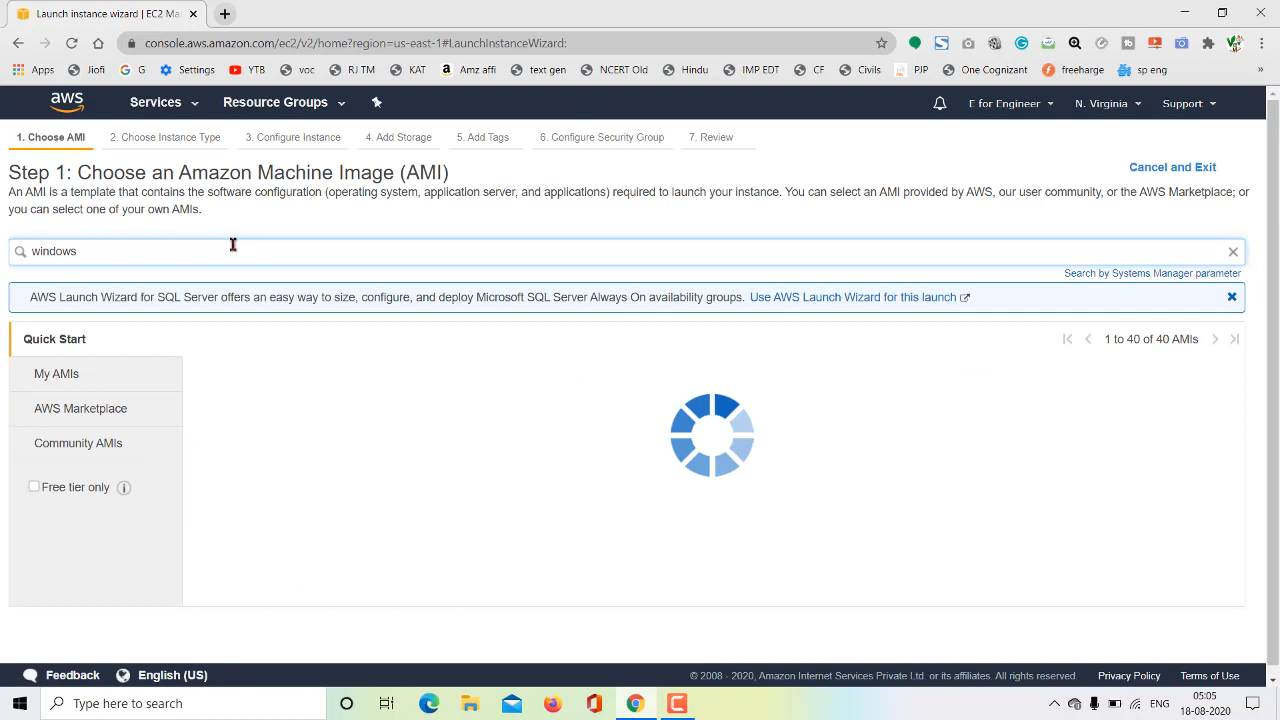 Launch instance wizard | EC2 Ma
console.aws.amazon.com/ec2/v2/home?region=us-east-1#LaunchInstanceWizard:
Apps Jiofi G Settings YTB voc RJ TM KAT Amz affi text gen NCERT Old Hindu IMP EDT CF Civils PJP One Cognizant freeharge sp eng »
aws Services Resource Groups E for Engineer N. Virginia Support
1. Choose AMI 2. Choose Instance Type 3. Configure Instance 4. Add Storage 5. Add Tags 6. Configure Security Group 7. Review
Step 1: Choose an Amazon Machine Image (AMI) Cancel and Exit
An AMI is a template that contains the software configuration (operating system, application server, and applications) required to launch your instance. You can select an AMI provided by AWS, our user community, or the AWS Marketplace; or
you can select one of your own AMIs.
windows
Search by Systems Manager parameter
AWS Launch Wizard for SQL Server offers an easy way to size, configure, and deploy Microsoft SQL Server Always On availability groups. Use AWS Launch Wizard for this launch
Quick Start 1 to 40 of 40 AMIs
My AMIs
AWS Marketplace
Community AMIs
Free tier only
Feedback English (US) © 2008 - 2020, Amazon Internet Services Private Ltd. or its affiliates. All rights reserved. Privacy Policy Terms of Use
Type here to search ENG 05:05
18-08-2020